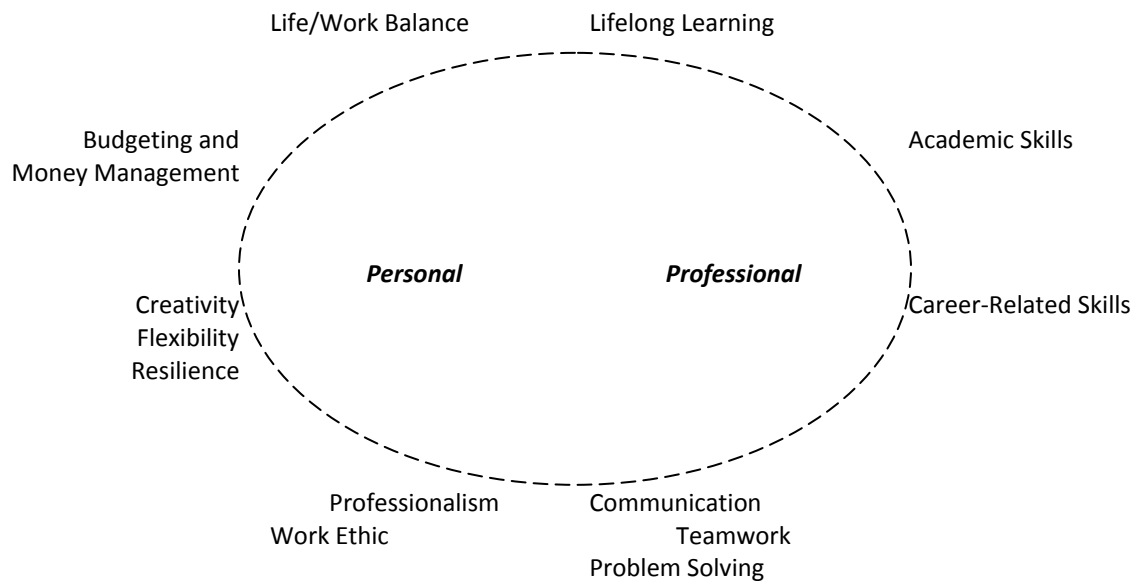 Life/Work Balance
Lifelong Learning
Budgeting and
Money Management
Academic Skills
Personal
Professional
Creativity
Flexibility
Resilience
Career-Related Skills
Professionalism
Work Ethic
Communication
Teamwork
Problem Solving